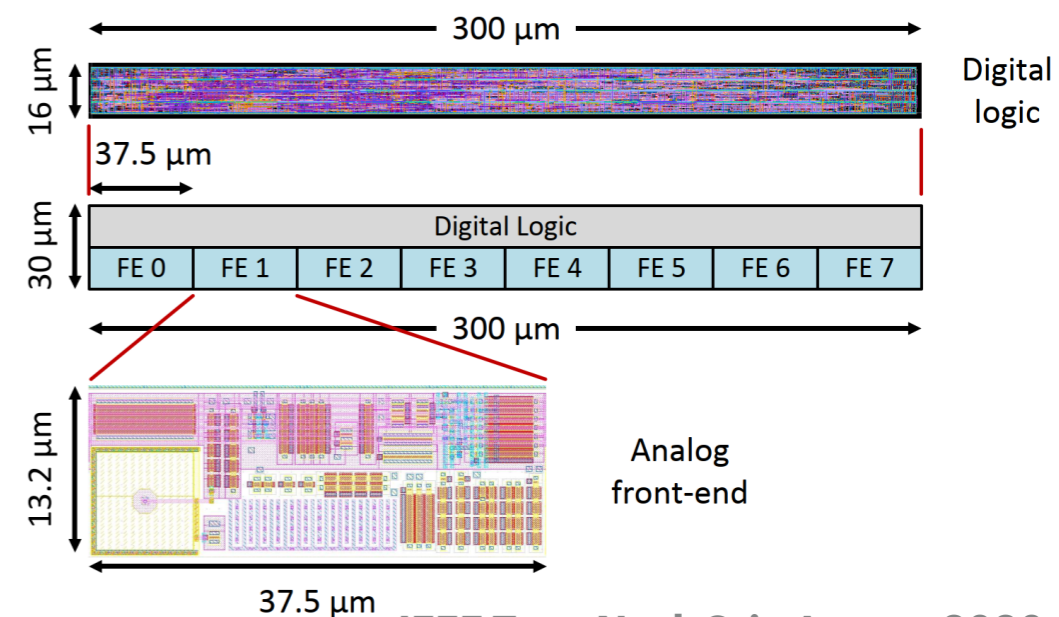 300 μm
16 μm
Digital
logic
37.5 μm
30 μm
Digital Logic
FE 0 FE 1 FE 2 FE 3 FE 4 FE 5 FE 6 FE 7
300 μm
13.2 μm
Analog
front-end
37.5 μm